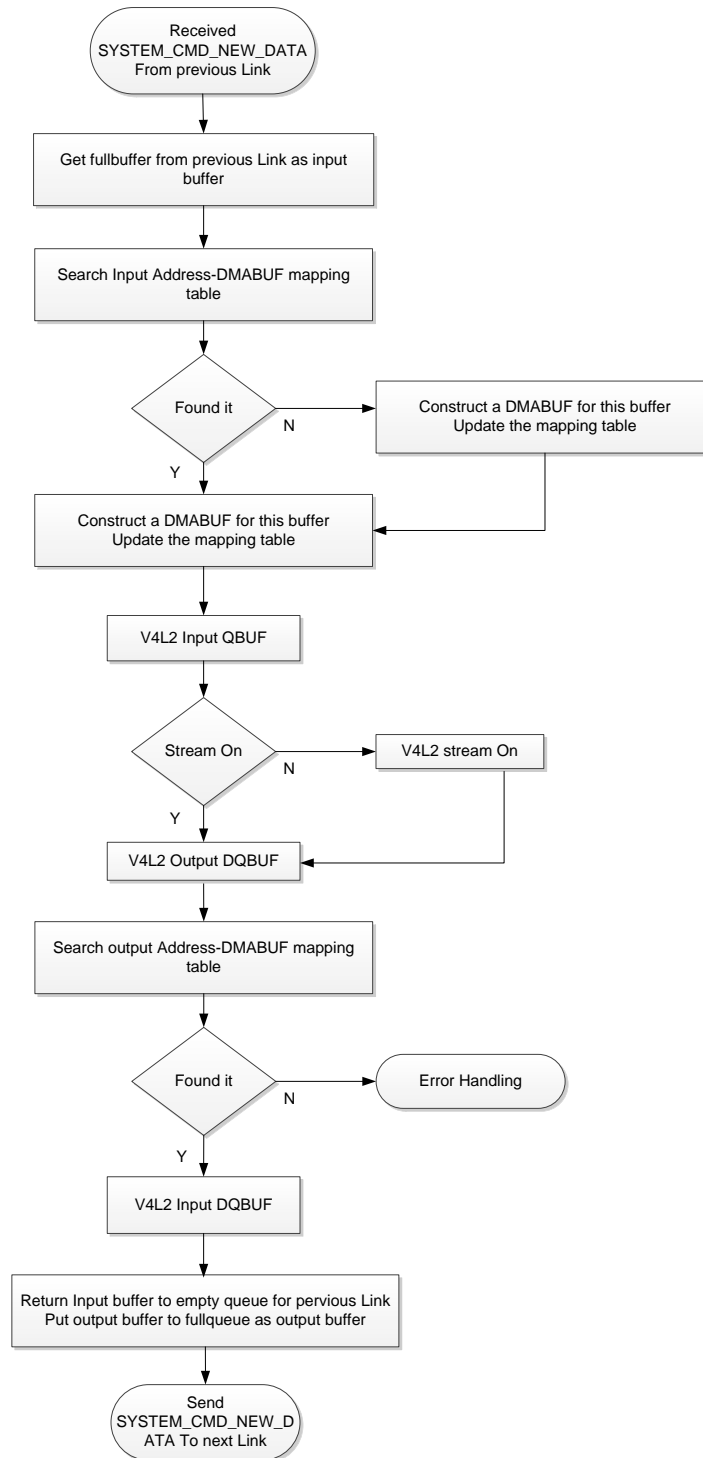 Received
SYSTEM_CMD_NEW_DATA
From previous Link
Get fullbuffer from previous Link as input
buffer
Search Input Address-DMABUF mapping
table
Found it
N
Construct a DMABUF for this buffer
Update the mapping table
Y
Construct a DMABUF for this buffer
Update the mapping table
V4L2 Input QBUF
Stream On
N
V4L2 stream On
Y
V4L2 Output DQBUF
Search output Address-DMABUF mapping
table
Found it
N
Error Handling
Y
V4L2 Input DQBUF
Return Input buffer to empty queue for pervious Link
Put output buffer to fullqueue as output buffer
Send
SYSTEM_CMD_NEW_D
ATA To next Link